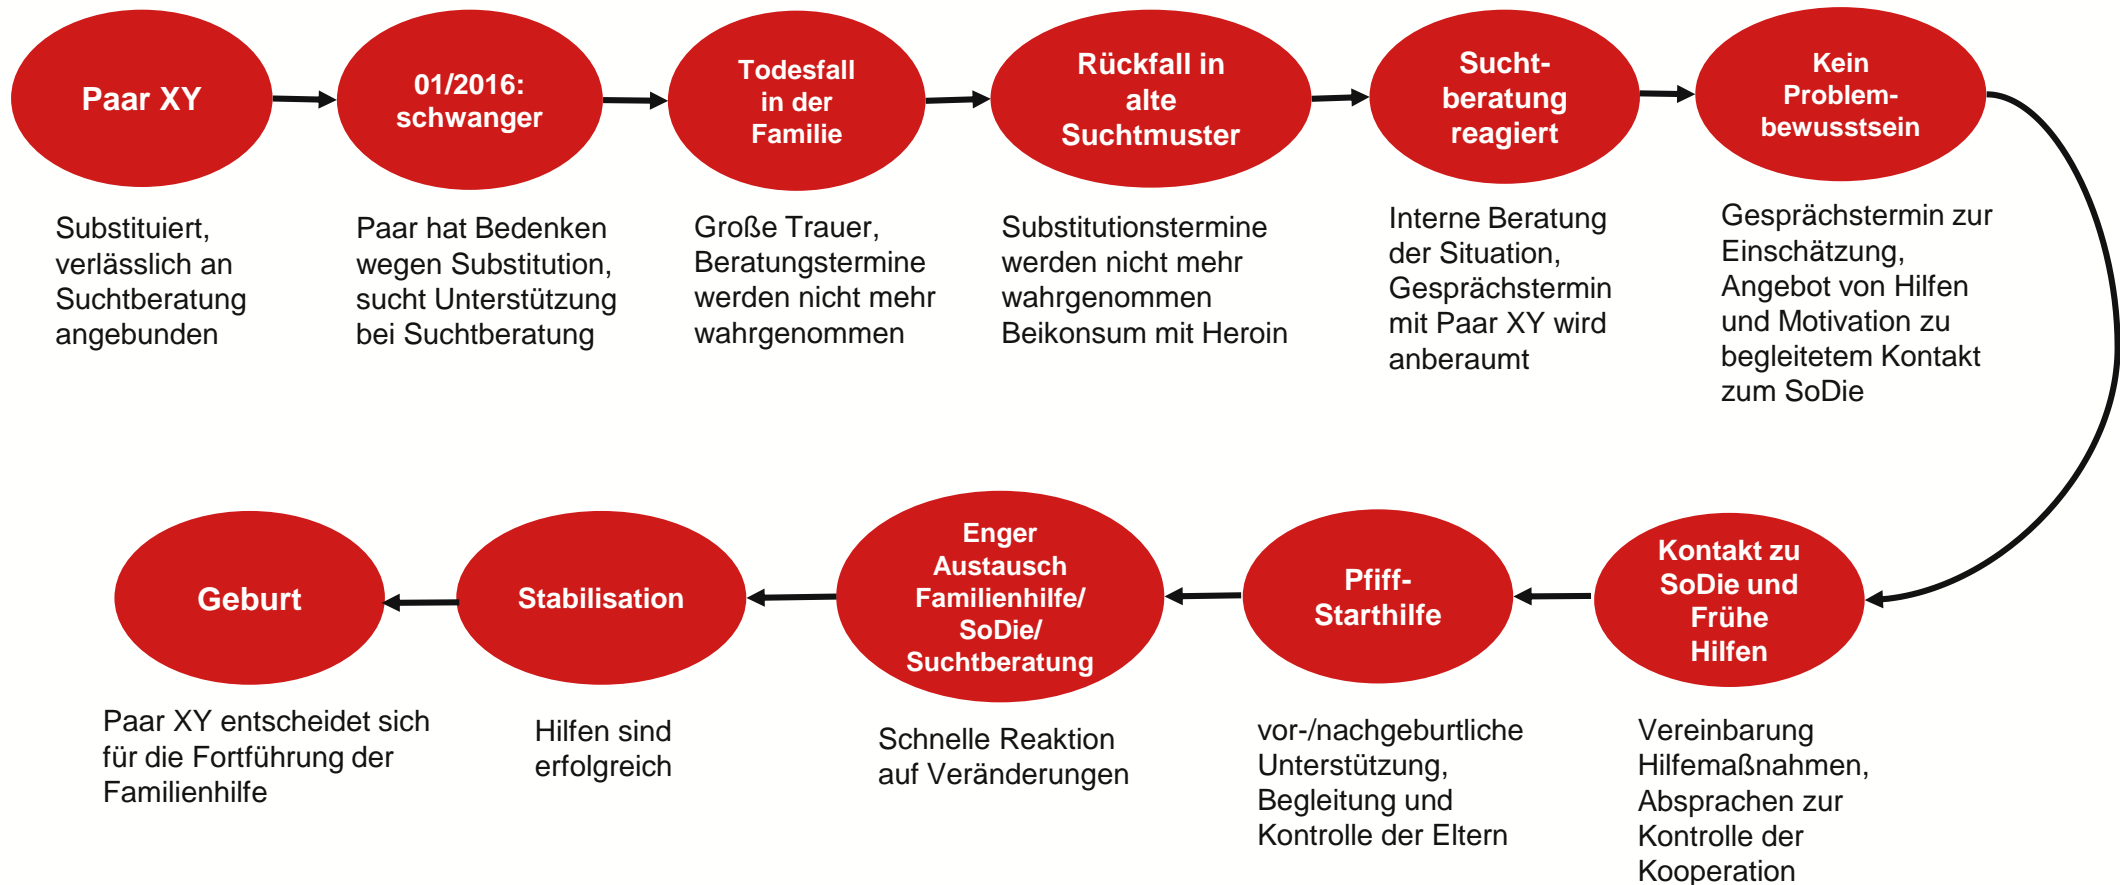 Paar XY
Substituiert,
verlässlich an
Suchtberatung
angebunden
01/2016:
schwanger
Paar hat Bedenken
wegen Substitution,
sucht Unterstützung
bei Suchtberatung
Todesfall
in der
Familie
Große Trauer,
Beratungstermine
werden nicht mehr
wahrgenommen
Rückfall in
alte
Suchtmuster
Substitutionstermine
werden nicht mehr
wahrgenommen
Beikonsum mit Heroin
Sucht-
beratung
reagiert
Interne Beratung
der Situation,
Gesprächstermin
mit Paar XY wird
anberaumt
Kein
Problem-
bewusstsein
Gesprächstermin zur
Einschätzung,
Angebot von Hilfen
und Motivation zu
begleitetem Kontakt
zum SoDie
Kontakt zu
SoDie und
Frühe
Hilfen
Vereinbarung
Hilfemaßnahmen,
Absprachen zur
Kontrolle der
Kooperation
Pfiff-
Starthilfe
vor-/nachgeburtliche
Unterstützung,
Begleitung und
Kontrolle der Eltern
Enger
Austausch
Familienhilfe/
SoDie/
Suchtberatung
Schnelle Reaktion
auf Veränderungen
Stabilisation
Hilfen sind
erfolgreich
Geburt
Paar XY entscheidet sich
für die Fortführung der
Familienhilfe